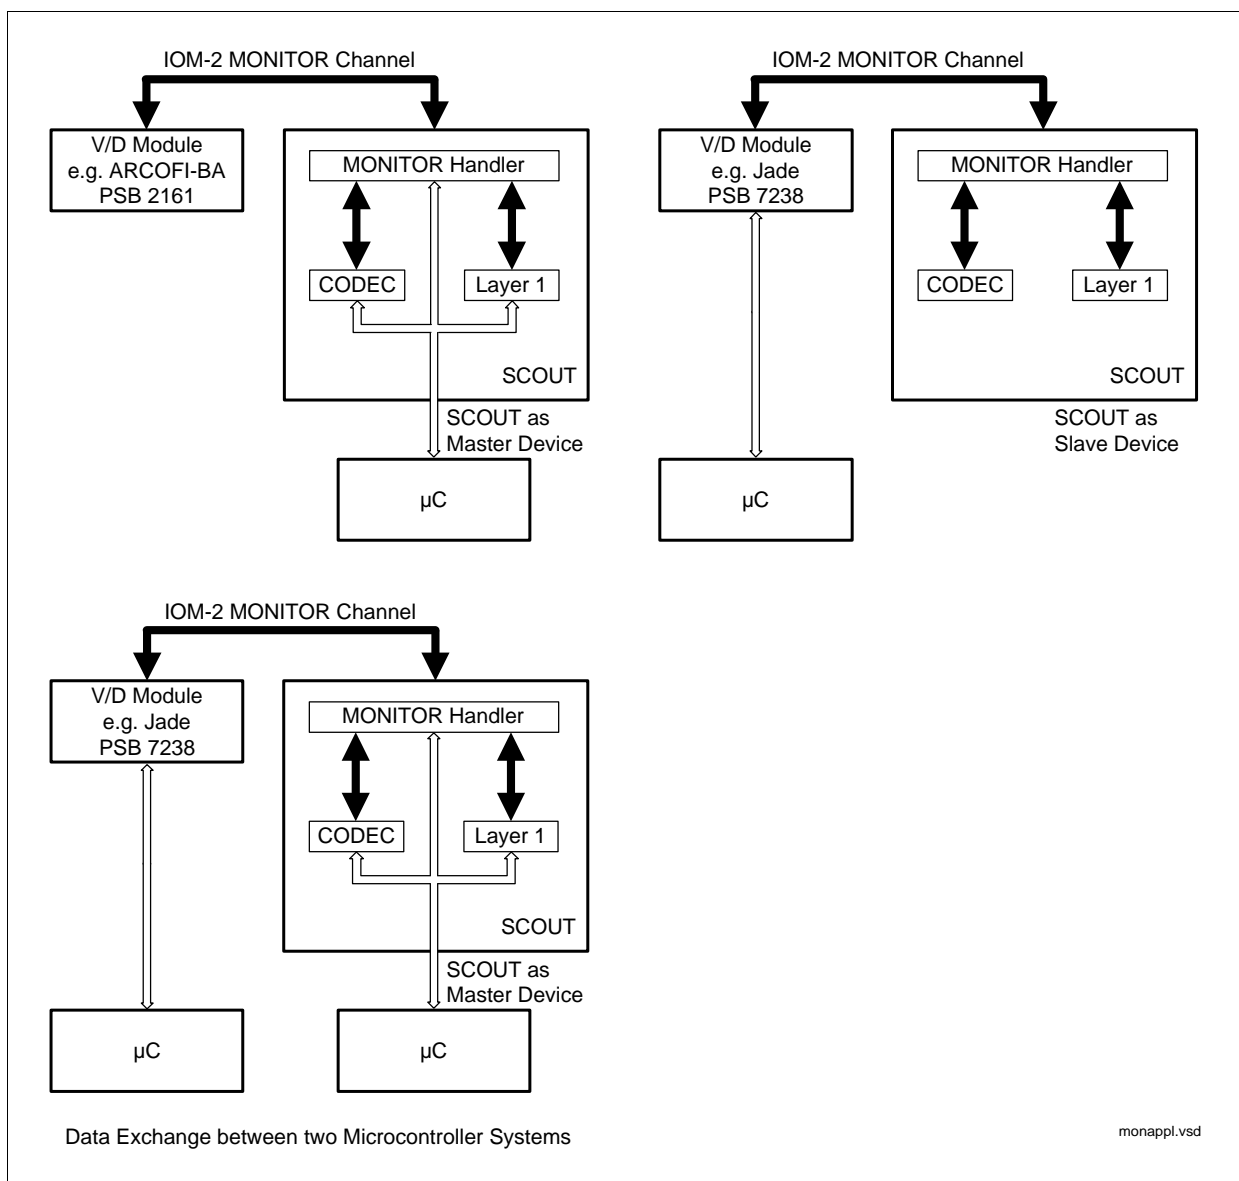 IOM-2 MONITOR Channel
V/D Module
e.g. ARCOFI-BA
PSB 2161
MONITOR Handler
CODEC
Layer 1
SCOUT
SCOUT as
Master Device
µC
IOM-2 MONITOR Channel
V/D Module
e.g. Jade
PSB 7238
MONITOR Handler
CODEC
Layer 1
SCOUT
SCOUT as
Slave Device
µC
IOM-2 MONITOR Channel
V/D Module
e.g. Jade
PSB 7238
MONITOR Handler
CODEC
Layer 1
SCOUT
SCOUT as
Master Device
µC
µC
Data Exchange between two Microcontroller Systems
monappl.vsd